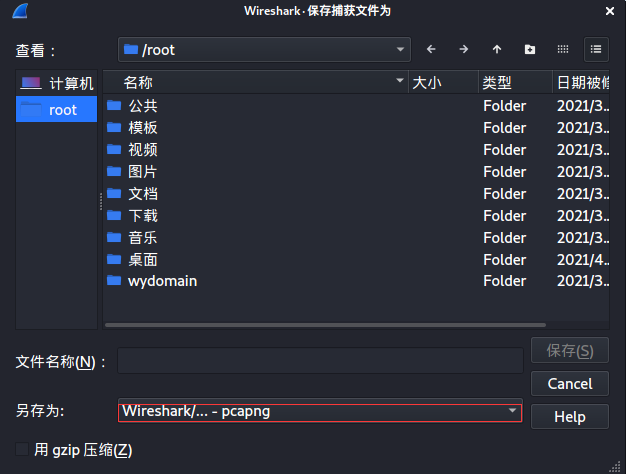 Wireshark·保存捕获文件为
查看：
/root
计算机
root
名称 大小 类型 日期被修
公共 Folder 2021/3...
模板 Folder 2021/3...
视频 Folder 2021/3...
图片 Folder 2021/3...
文档 Folder 2021/3...
下载 Folder 2021/3...
音乐 Folder 2021/3...
桌面 Folder 2021/4...
wydomain Folder 2021/3...
文件名称(N)：
保存(S)
Cancel
另存为:
Wireshark/... - pcapng
Help
用 gzip 压缩(Z)